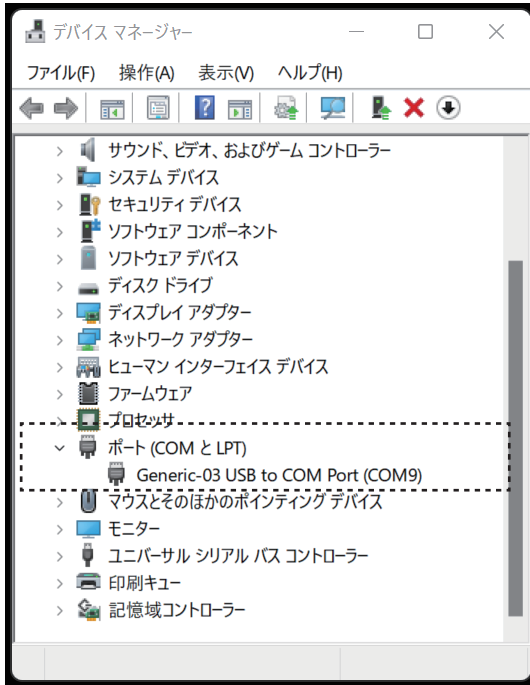 デバイス マネージャー
ファイル(F) 操作(A) 表示(V) ヘルプ(H)
サウンド、ビデオ、およびゲーム コントローラー
システム デバイス
セキュリティ デバイス
ソフトウェア コンポーネント
ソフトウェア デバイス
ディスク ドライブ
ディスプレイ アダプター
ネットワーク アダプター
ヒューマン インターフェイス デバイス
ファームウェア
プロセッサ
ポート (COM と LPT)
Generic-03 USB to COM Port (COM9)
マウスとそのほかのポインティング デバイス
モニター
ユニバーサル シリアル バス コントローラー
印刷キュー
記憶域コントローラー